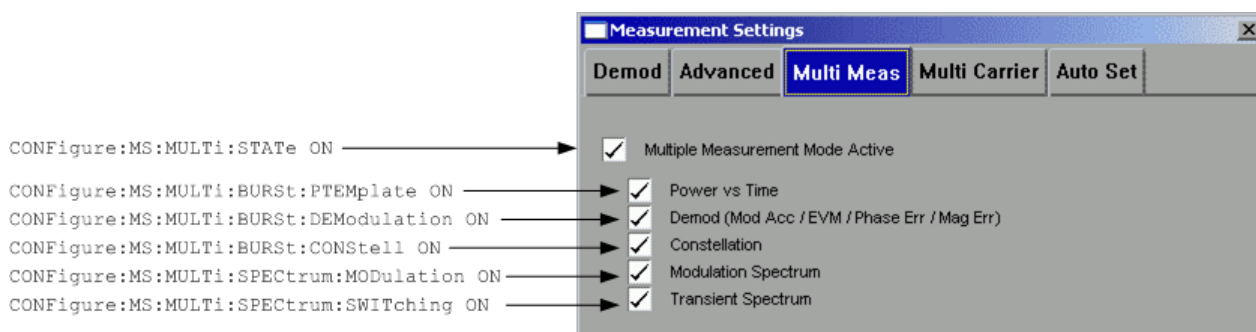 Measurement Settings
Demod Advanced Multi Meas Multi Carrier Auto Set
CONFigure:MS:MULTi:STATe ON Multiple Measurement Mode Active
CONFigure:MS:MULTi:BURSt:PTEMplate ON Power vs Time
CONFigure:MS:MULTi:BURSt:DEModulation ON Demod (Mod Acc / EVM / Phase Err / Mag Err)
CONFigure:MS:MULTi:BURSt:CONStell ON Constellation
CONFigure:MS:MULTi:SPECtrum:MODulation ON Modulation Spectrum
CONFigure:MS:MULTi:SPECtrum:SWITching ON Transient Spectrum